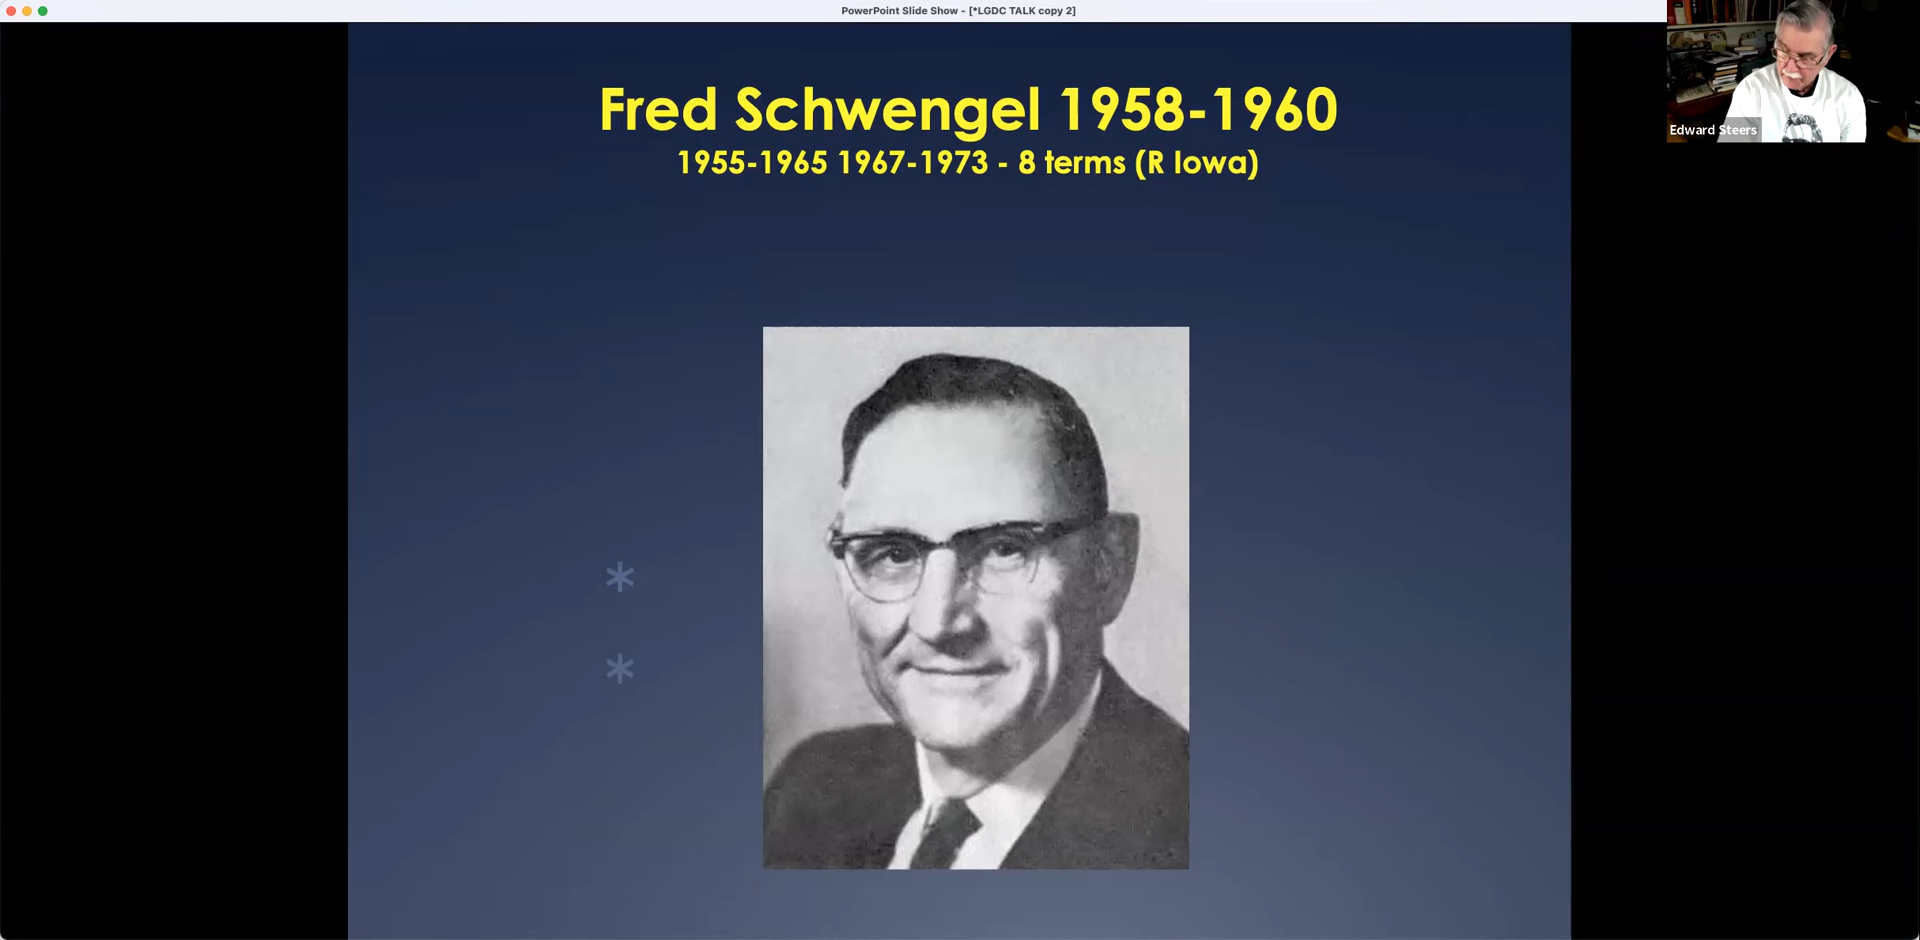 PowerPoint Slide Show - [*LGDC TALK copy 2]
Fred Schwengel 1958-1960
1955-1965 1967-1973 - 8 terms (R Iowa)
Edward Steers
*
*